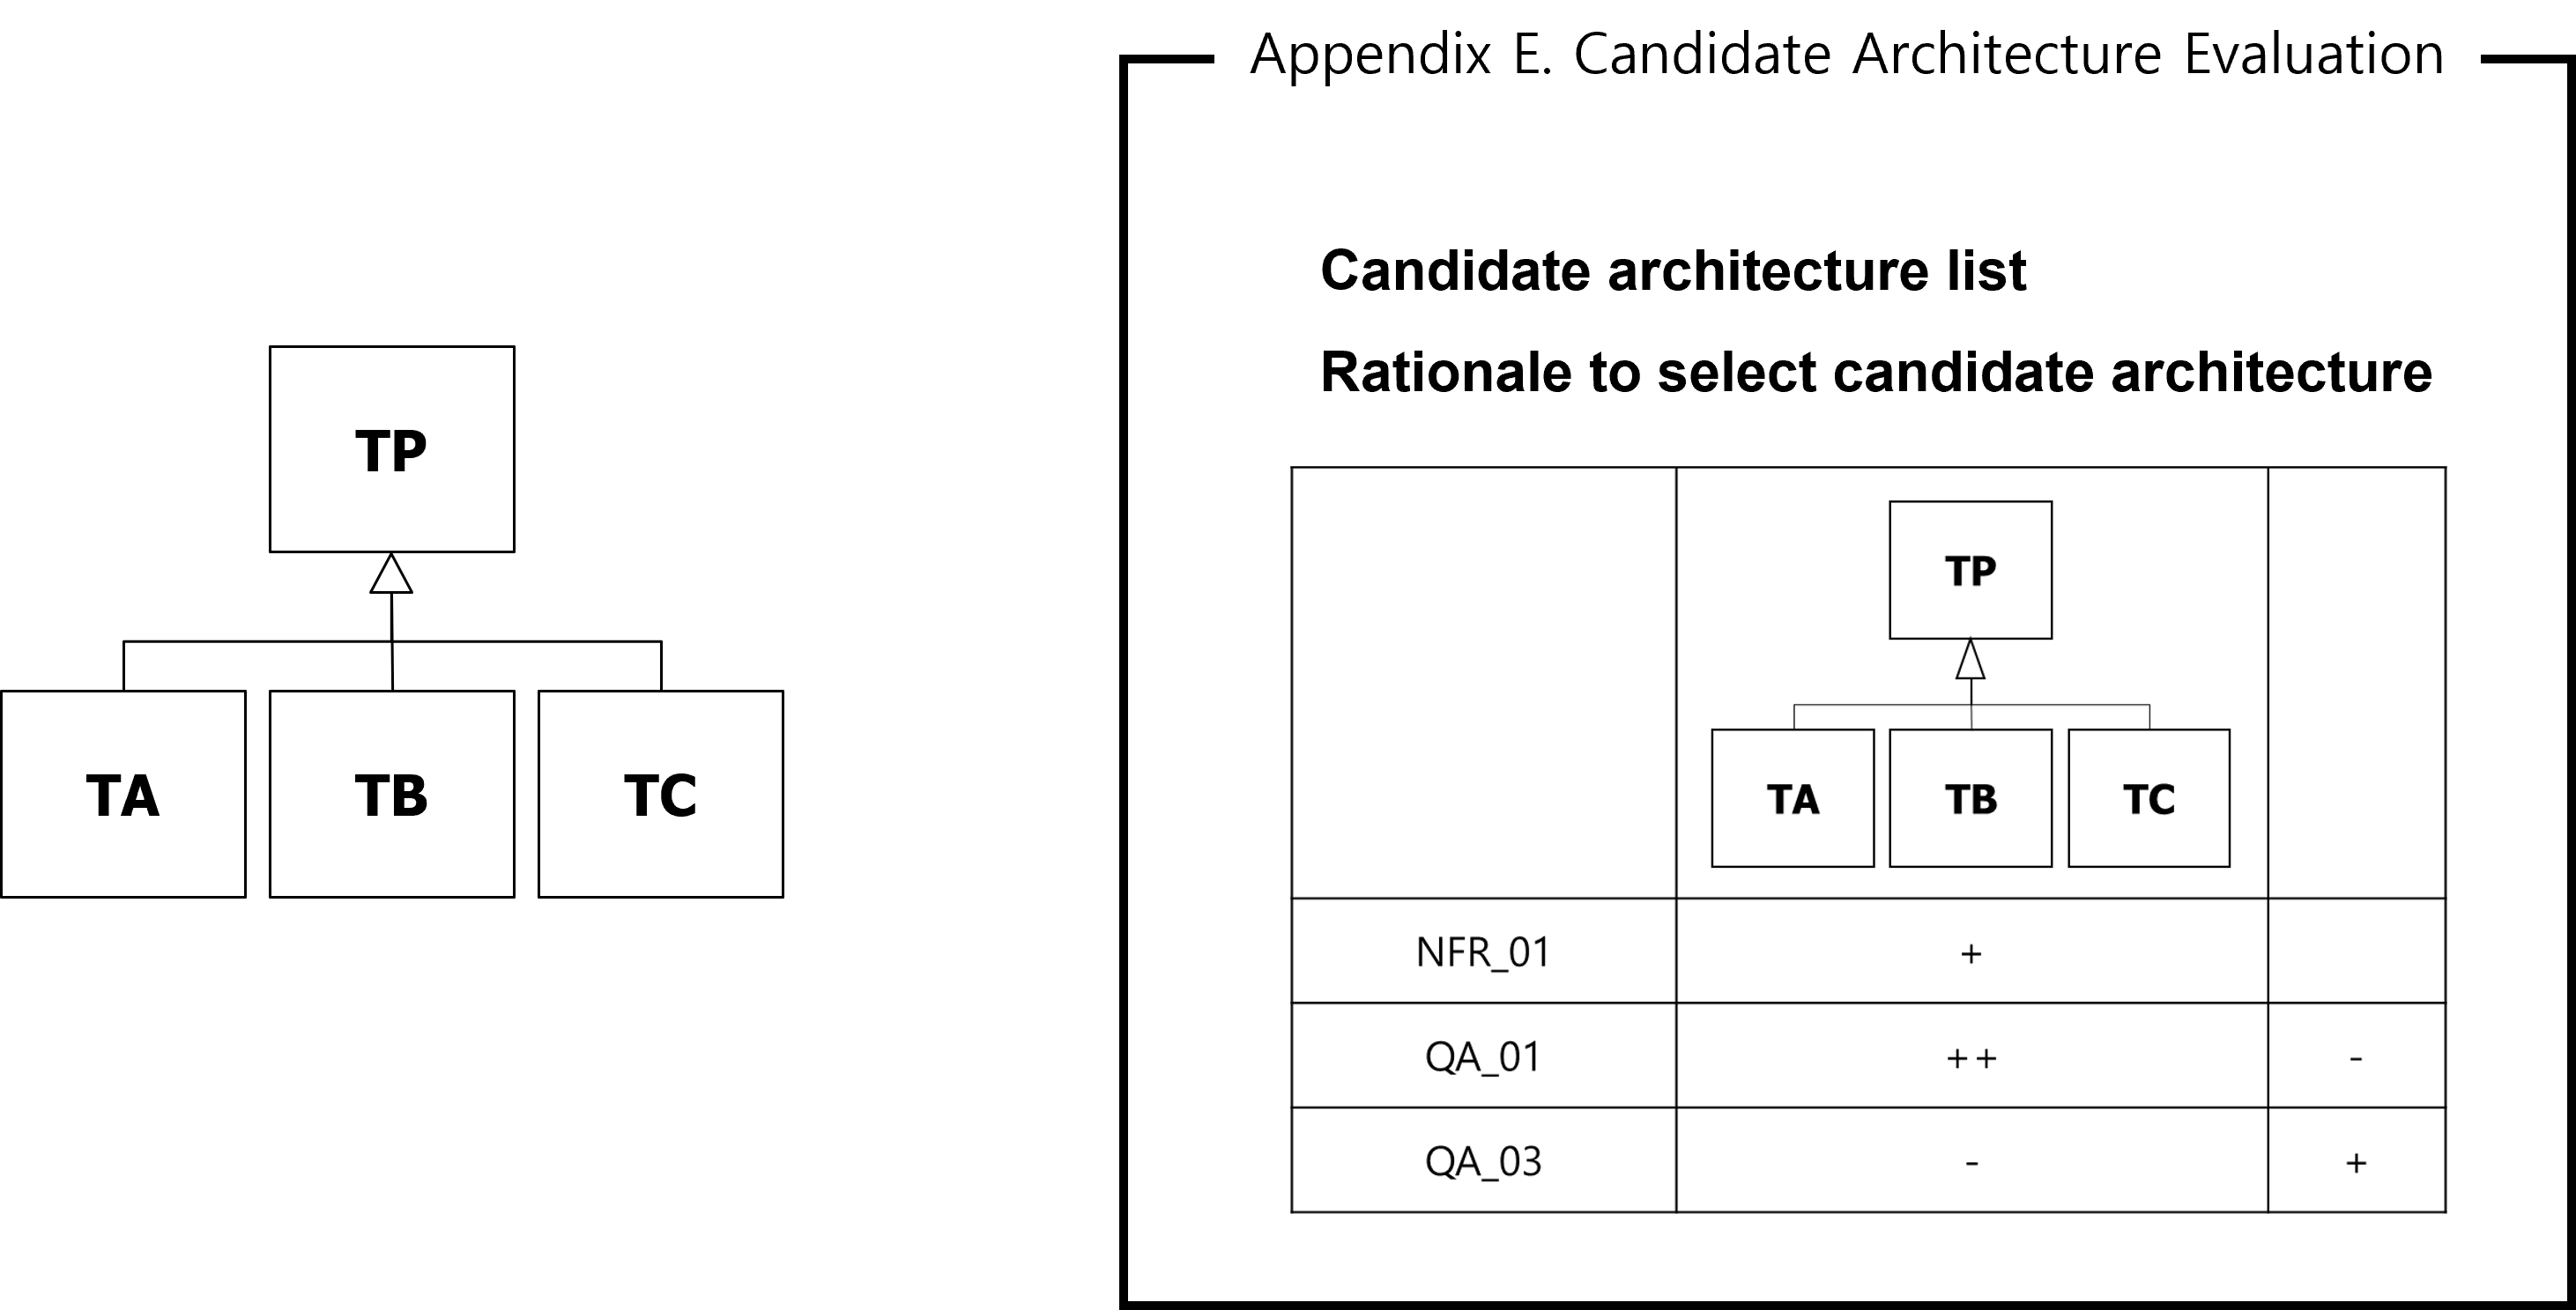 TP
TA TB TC
Appendix E. Candidate Architecture Evaluation
Candidate architecture list
Rationale to select candidate architecture
TP
TA TB TC
NFR_01 +
QA_01 ++ -
QA_03 - +